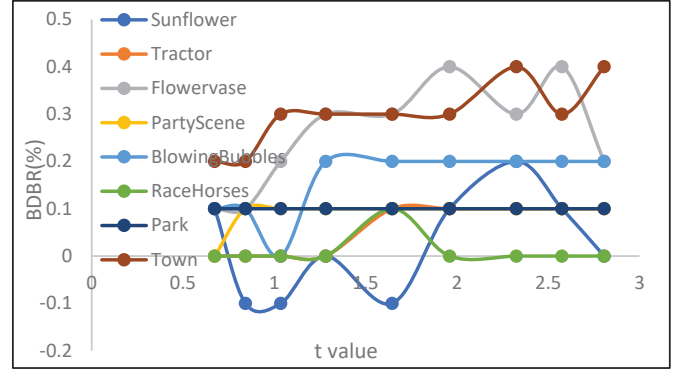 0.5
0.4
0.3
0.2
0.1
0
-0.1
-0.2
BDBR(%)
Sunflower
Tractor
Flowervase
PartyScene
BlowingBubbles
RaceHorses
Park
Town
0 0.5 1 1.5 2 2.5 3
t value